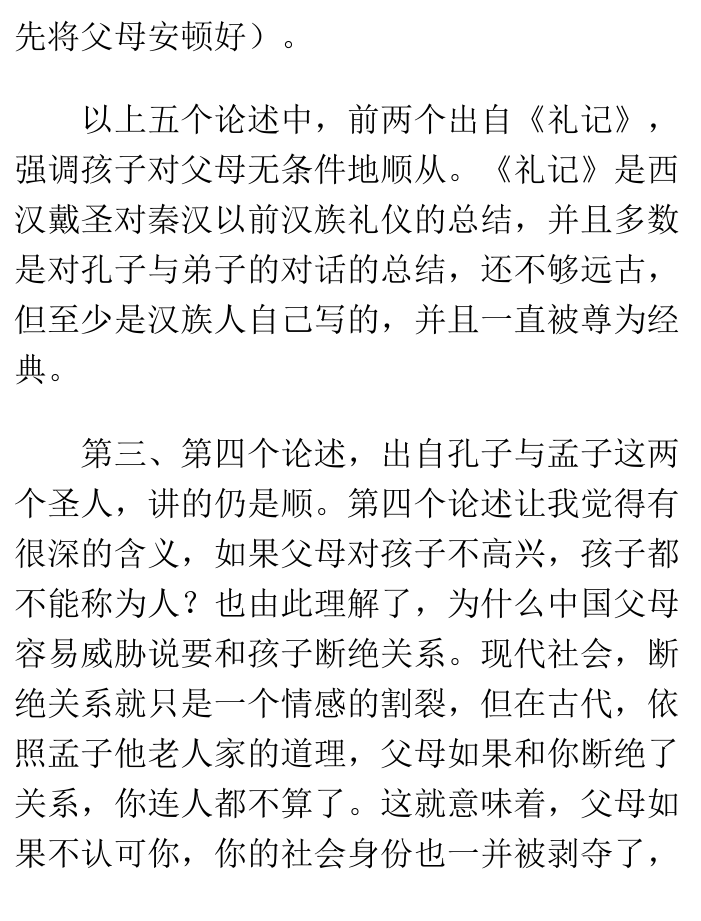 先将父母安顿好）。
以上五个论述中，前两个出自《礼记》，
强调孩子对父母无条件地顺从。《礼记》是西
汉戴圣对秦汉以前汉族礼仪的总结，并且多数
是对孔子与弟子的对话的总结，还不够远古，
但至少是汉族人自己写的，并且一直被尊为经
典。
第三、第四个论述，出自孔子与孟子这两
个圣人，讲的仍是顺。第四个论述让我觉得有
很深的含义，如果父母对孩子不高兴，孩子都
不能称为人？也由此理解了，为什么中国父母
容易威胁说要和孩子断绝关系。现代社会，断
绝关系就只是一个情感的割裂，但在古代，依
照孟子他老人家的道理，父母如果和你断绝了
关系，你连人都不算了。这就意味着，父母如
果不认可你，你的社会身份也一并被剥夺了，